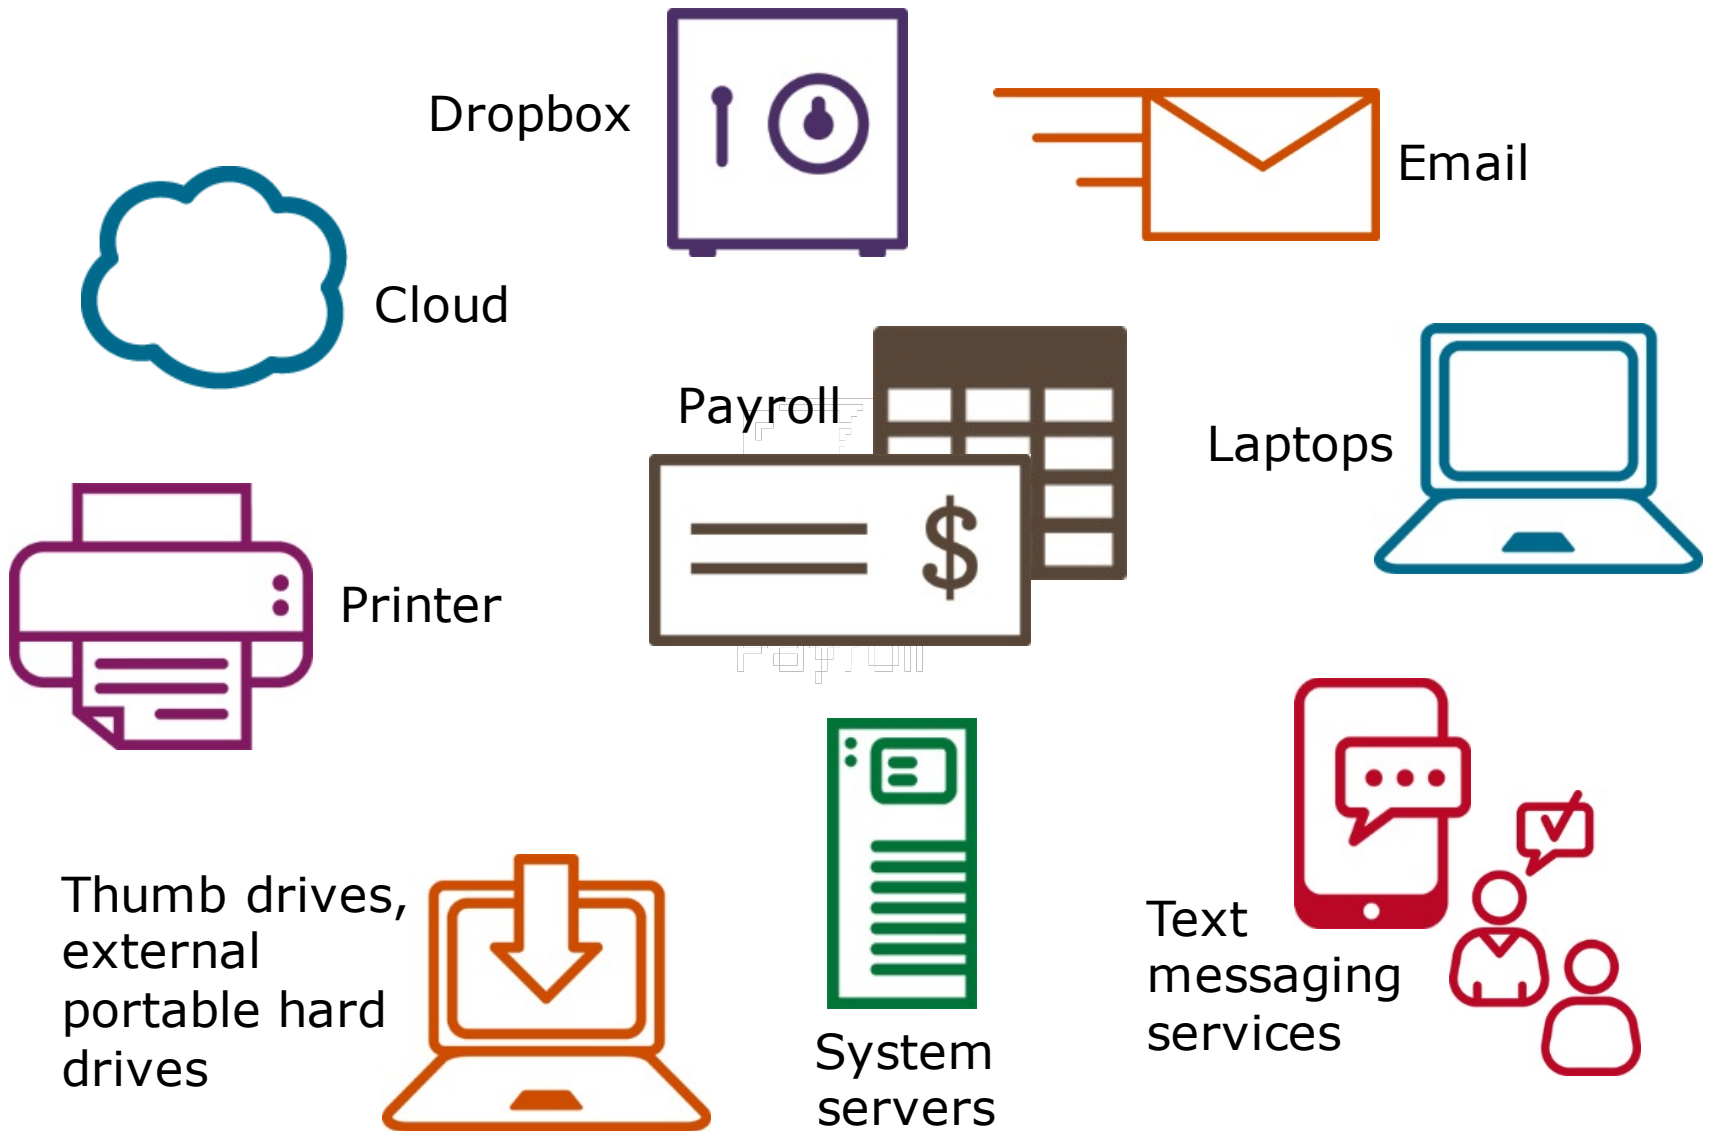 Dropbox
Email
Cloud
Payroll
Laptops
Printer
Thumb drives,
external
portable hard
drives
System
servers
Text
messaging
services